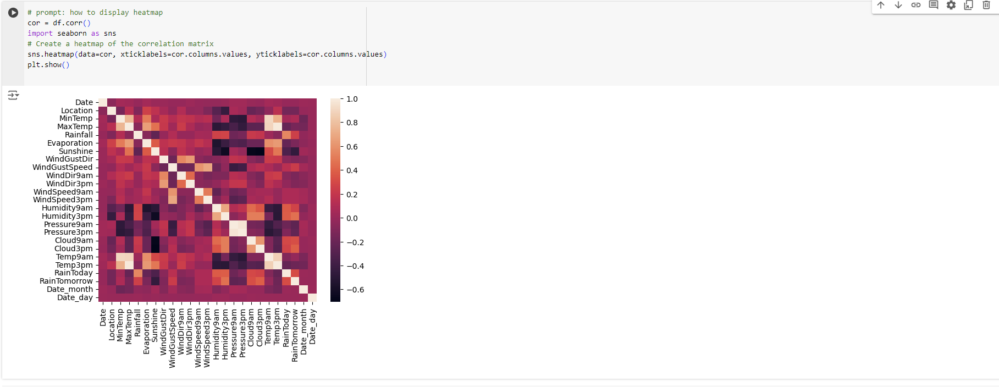 # prompt: how to display heatmap
cor = df.corr()
import seaborn as sns
# Create a heatmap of the correlation matrix
sns.heatmap(data=cor, xticklabels=cor.columns.values, yticklabels=cor.columns.values)
plt.show()
Date
Location
MinTemp
MaxTemp
Rainfall
Evaporation
Sunshine
WindGustDir
WindGustSpeed
WindDir9am
WindDir3pm
WindSpeed9am
WindSpeed3pm
Humidity9am
Humidity3pm
Pressure9am
Pressure3pm
Cloud9am
Cloud3pm
Temp9am
Temp3pm
RainToday
RainTomorrow
Date_month
Date_day
1.0
0.8
0.6
0.4
0.2
0.0
−0.2
−0.4
−0.6
Date
Location
MinTemp
MaxTemp
Rainfall
Evaporation
Sunshine
WindGustDir
WindGustSpeed
WindDir9am
WindDir3pm
WindSpeed9am
WindSpeed3pm
Humidity9am
Humidity3pm
Pressure9am
Pressure3pm
Cloud9am
Cloud3pm
Temp9am
Temp3pm
RainToday
RainTomorrow
Date_month
Date_day